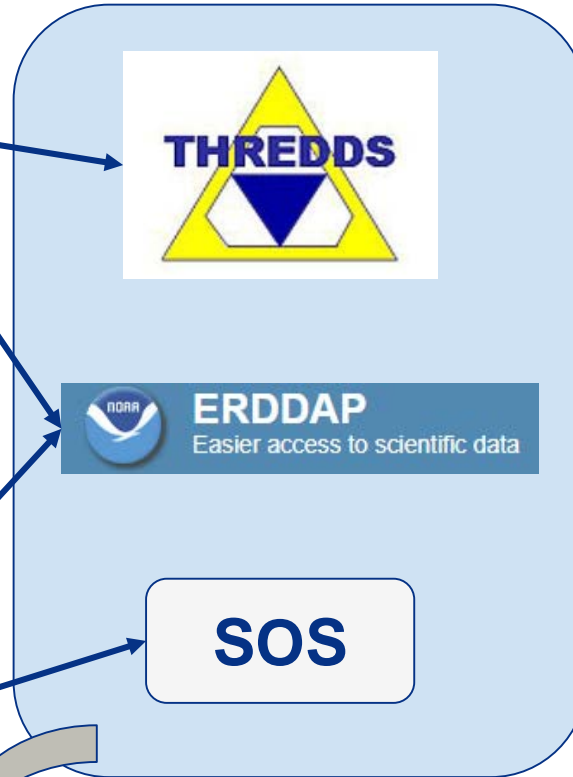 THREDDS
NOAA
ERDDAP
Easier access to scientific data
SOS